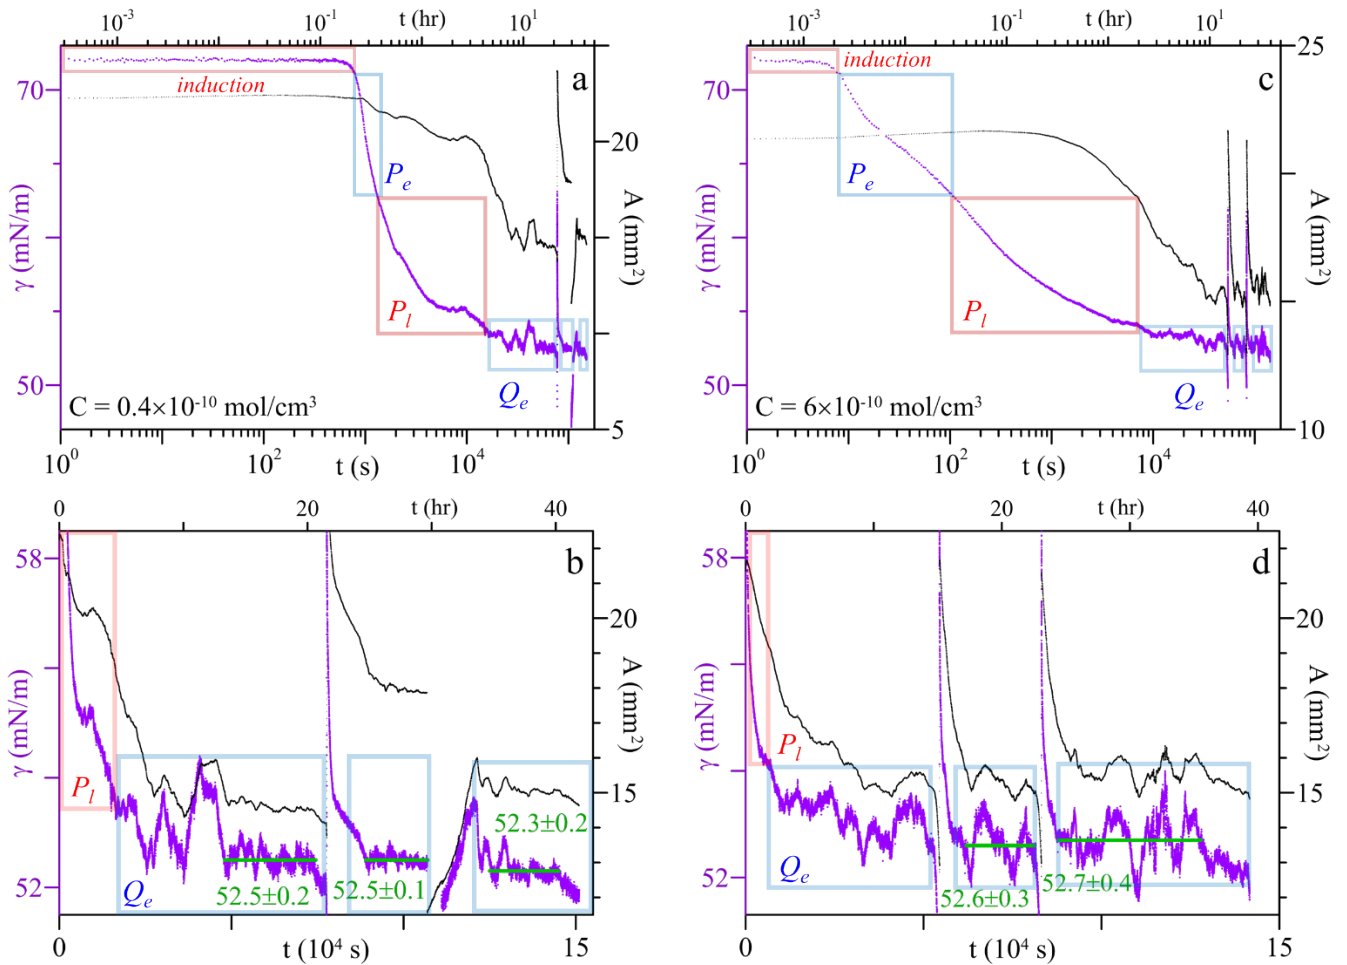 10⁻³ 10⁻¹ t (hr) 10¹
10⁻³ 10⁻¹ t (hr) 10¹
a
induction
70
20
5
A (mm²)
Pₑ
γ (mN/m)
Pₗ
50
Qₑ
C = 0.4×10⁻¹⁰ mol/cm³
10⁰ 10² t (s) 10⁴
c
induction
70
25
A (mm²)
Pₑ
γ (mN/m)
Pₗ
50
Qₑ
C = 6×10⁻¹⁰ mol/cm³
10
10⁰ 10² t (s) 10⁴
0 20 t (hr) 40
b
58
20
A (mm²)
γ (mN/m)
Pₗ
15
52.3±0.2
52
Qₑ
52.5±0.2
52.5±0.1
0 t (10⁴ s) 15
0 20 t (hr) 40
d
58
20
A (mm²)
γ (mN/m)
Pₗ
15
52
Qₑ
52.6±0.3
52.7±0.4
0 t (10⁴ s) 15